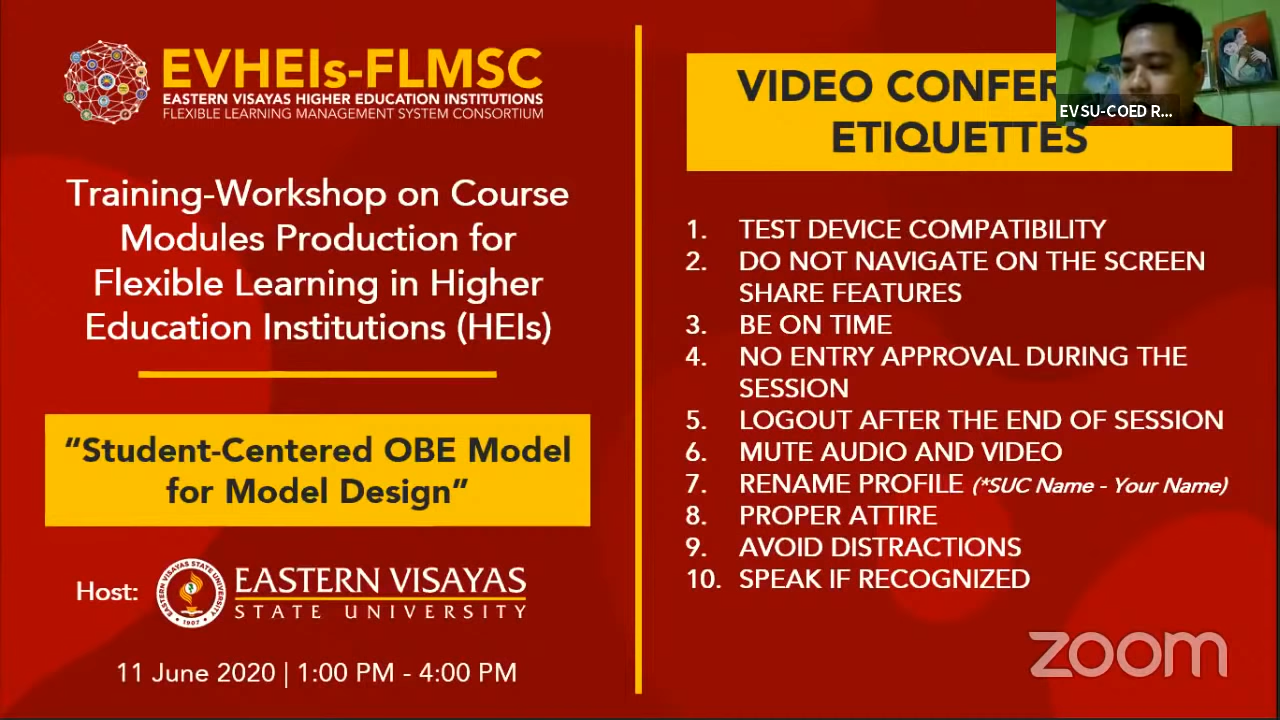 EVHEIs-FLMSC
EASTERN VISAYAS HIGHER EDUCATION INSTITUTIONS
FLEXIBLE LEARNING MANAGEMENT SYSTEM CONSORTIUM
Training-Workshop on Course
Modules Production for
Flexible Learning in Higher
Education Institutions (HEIs)
“Student-Centered OBE Model
for Model Design”
Host:
EASTERN VISAYAS STATE UNIVERSITY
1907
EASTERN VISAYAS
STATE UNIVERSITY
11 June 2020 | 1:00 PM - 4:00 PM
VIDEO CONFER
ETIQUETTES
EVSU-COED R...
1. TEST DEVICE COMPATIBILITY
2. DO NOT NAVIGATE ON THE SCREEN
SHARE FEATURES
3. BE ON TIME
4. NO ENTRY APPROVAL DURING THE
SESSION
5. LOGOUT AFTER THE END OF SESSION
6. MUTE AUDIO AND VIDEO
7. RENAME PROFILE (*SUC Name - Your Name)
8. PROPER ATTIRE
9. AVOID DISTRACTIONS
10. SPEAK IF RECOGNIZED
zoom